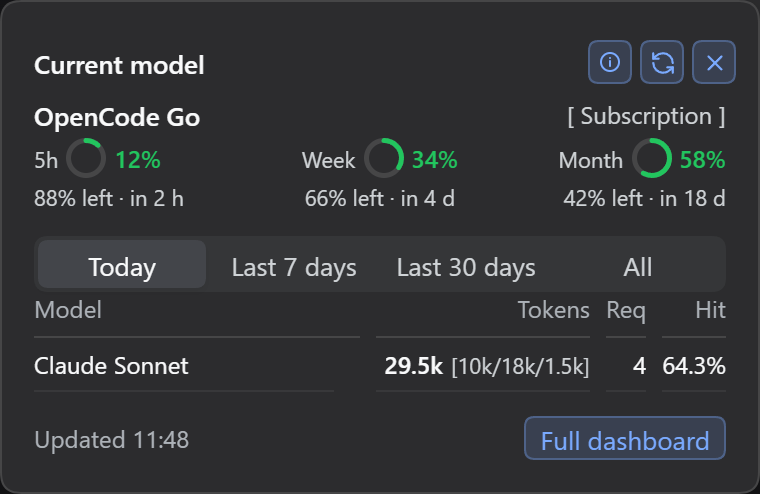 Current model
OpenCode Go [ Subscription ]
5h 12% Week 34% Month 58%
88% left · in 2 h 66% left · in 4 d 42% left · in 18 d
Today Last 7 days Last 30 days All
Model Tokens Req Hit
Claude Sonnet 29.5k [10k/18k/1.5k] 4 64.3%
Updated 11:48 Full dashboard